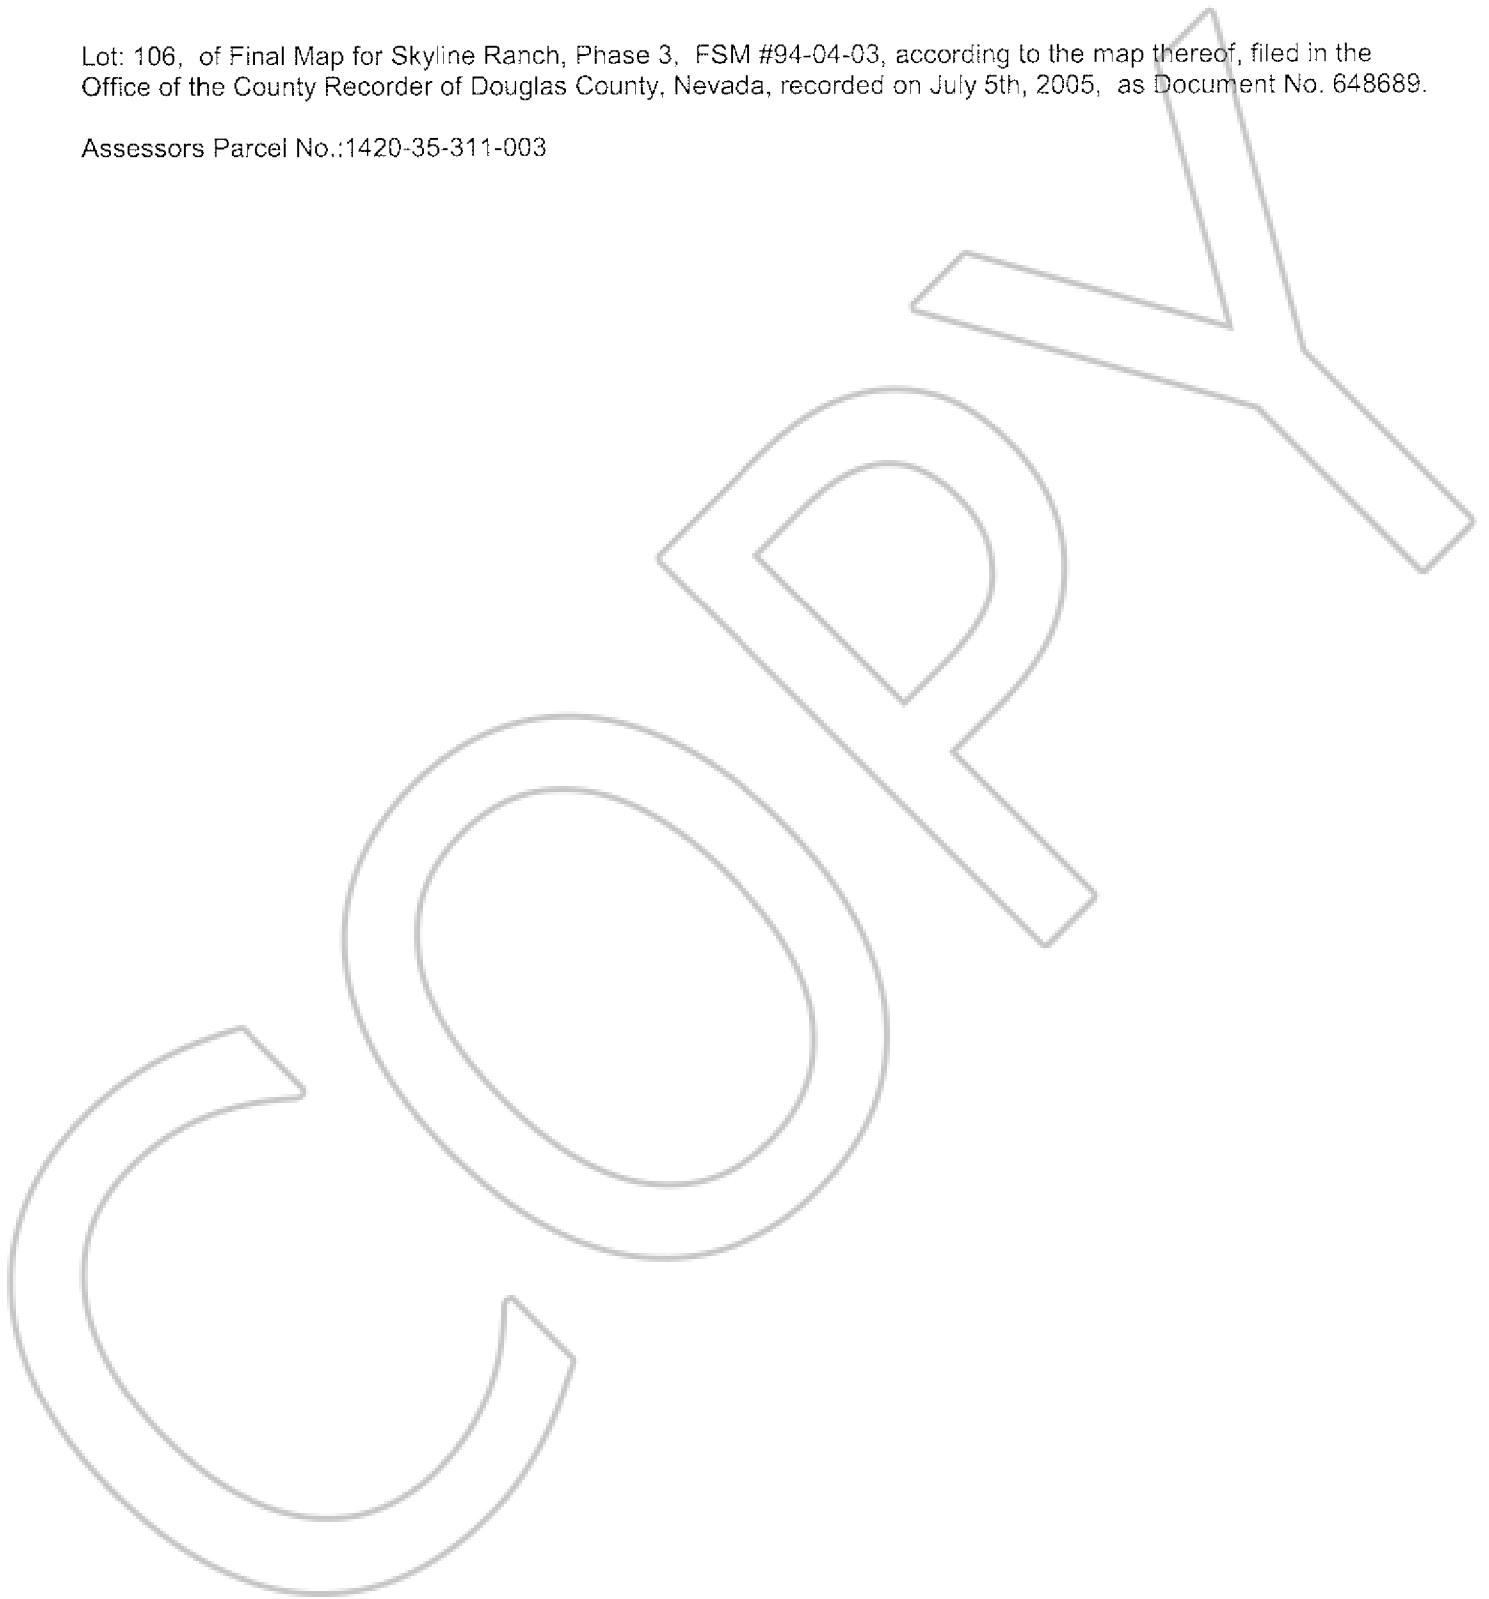 Lot: 106,  of Final Map for Skyline Ranch, Phase 3,  FSM #94-04-03, according to the map thereof, filed in the
Office of the County Recorder of Douglas County, Nevada, recorded on July 5th, 2005,  as Document No. 648689.
Assessors Parcel No.:1420-35-311-003
COPY